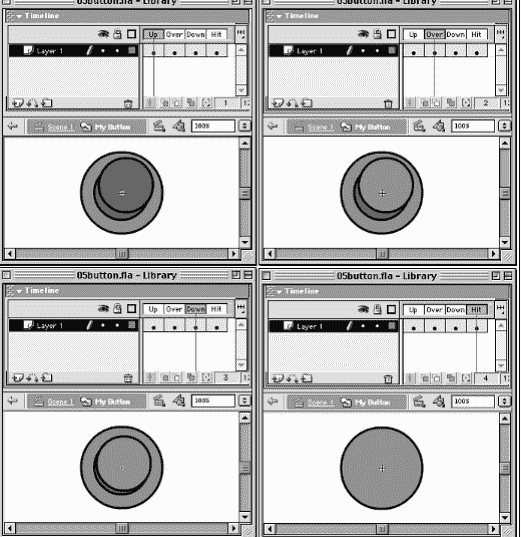 05button.fla - Library
05button.fla - Library
Timeline
Timeline
Up Over Down Hit
Up Over Down Hit
Layer 1
Layer 1
1
2
Scene 1 My Button 100%
Scene 1 My Button 100%
05button.fla - Library
05button.fla - Library
Timeline
Timeline
Up Over Down Hit
Up Over Down Hit
Layer 1
Layer 1
3 1
4 1
Scene 1 My Button 100%
Scene 1 My Button 100%